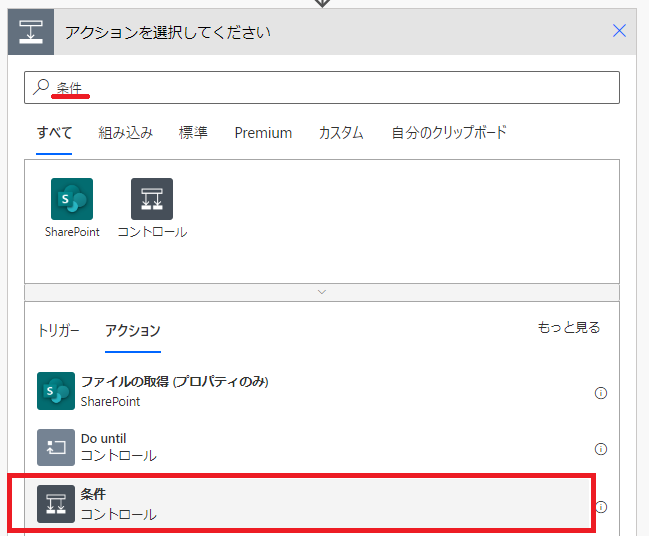 アクションを選択してください
条件
すべて 組み込み 標準 Premium カスタム 自分のクリップボード
S
SharePoint コントロール
トリガー アクション もっと見る
S ファイルの取得 (プロパティのみ)
SharePoint
Do until
コントロール
条件
コントロール